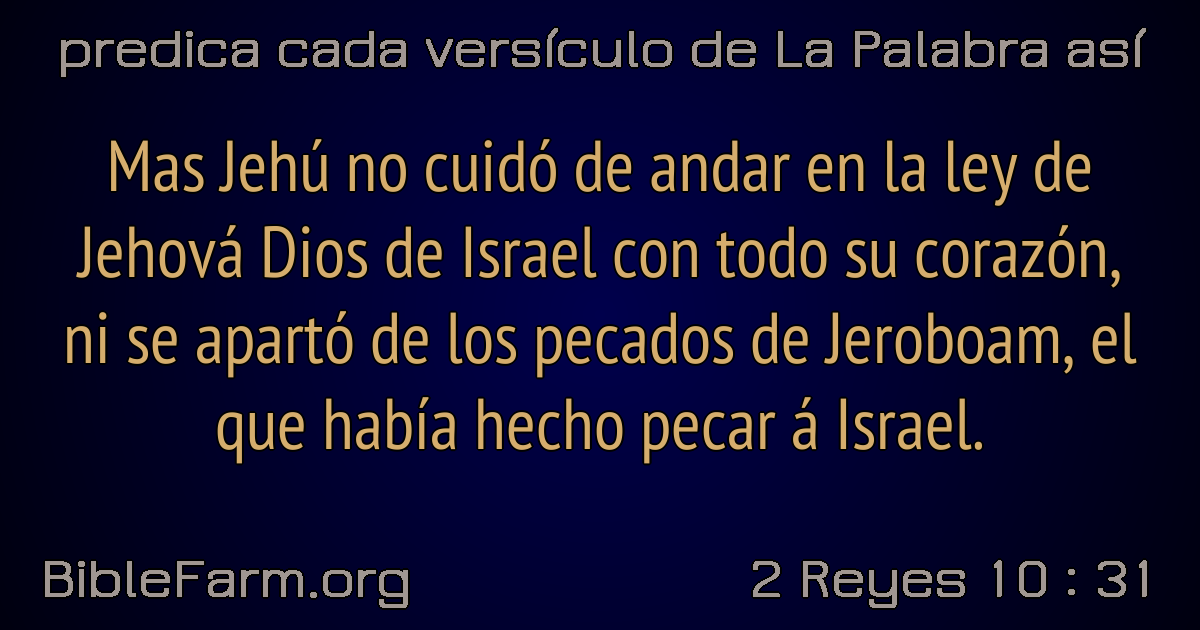 predica cada versículo de La Palabra así
Mas Jehú no cuidó de andar en la ley de
Jehová Dios de Israel con todo su corazón,
ni se apartó de los pecados de Jeroboam, el
que había hecho pecar á Israel.
BibleFarm.org
2 Reyes 10 : 31